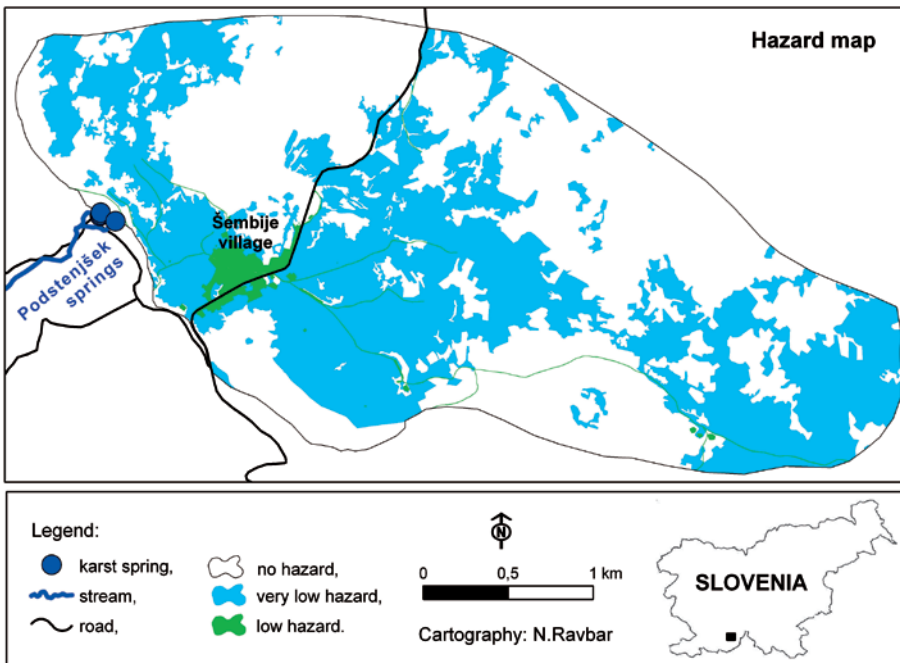 Hazard map
Šembije
village
Podstenjšek
springs
Legend:
karst spring,
stream,
road,
no hazard,
very low hazard,
low hazard.
N
0 0,5 1 km
Cartography: N.Ravbar
SLOVENIA